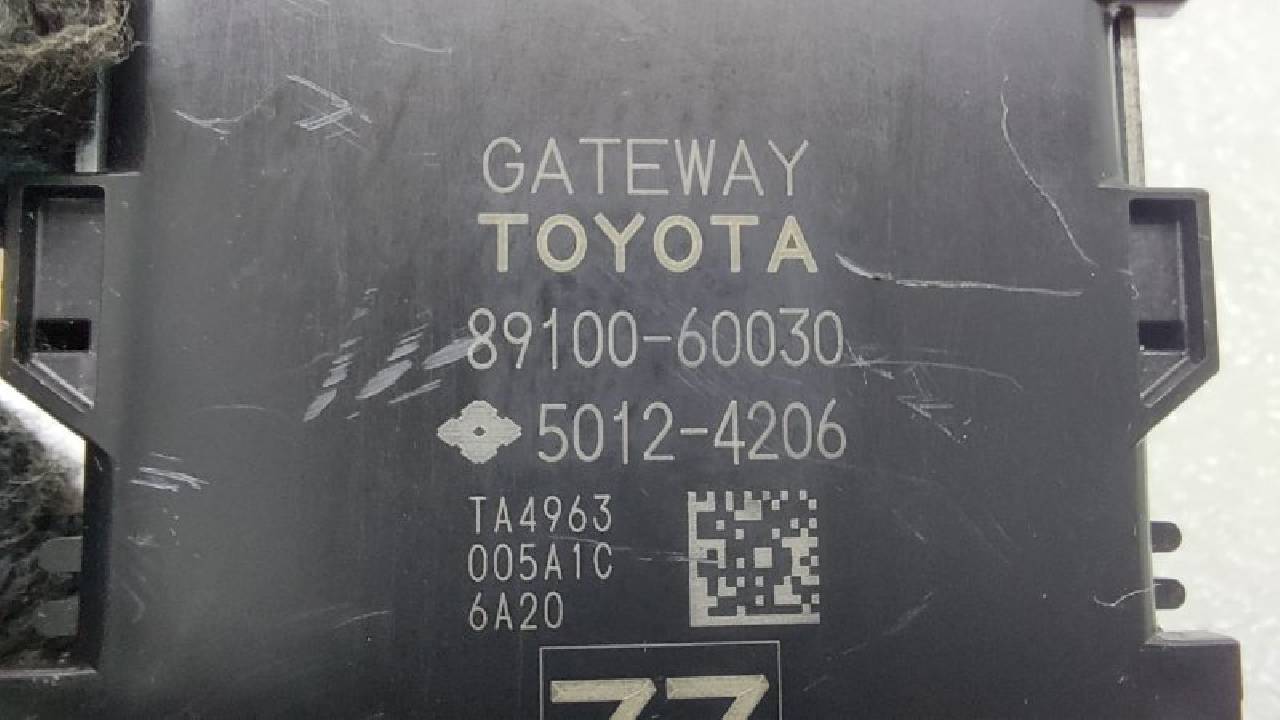 GATEWAY
TOYOTA
89100-60030
5012-4206
TA4963
005A1C
6A20